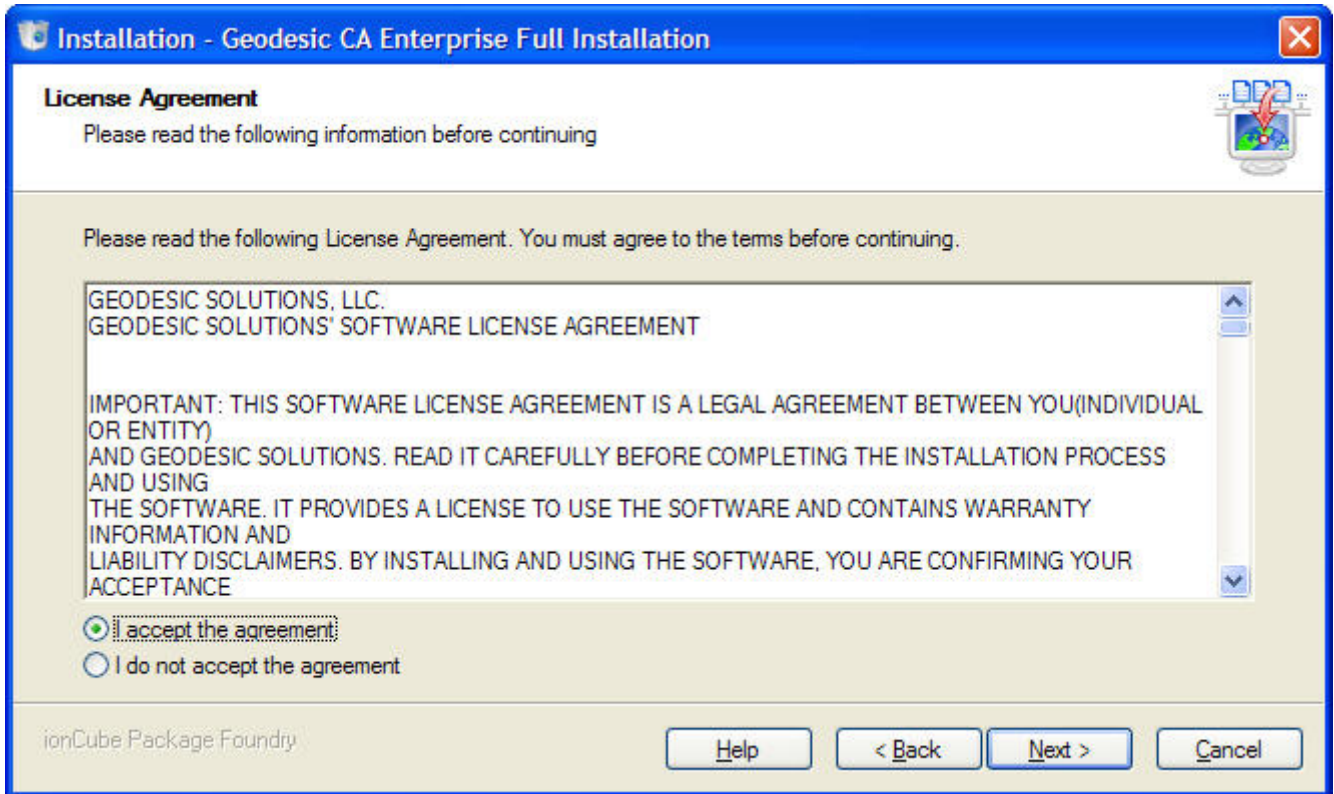 Installation - Geodesic CA Enterprise Full Installation
License Agreement
Please read the following information before continuing
Please read the following License Agreement. You must agree to the terms before continuing.
GEODESIC SOLUTIONS, LLC.
GEODESIC SOLUTIONS' SOFTWARE LICENSE AGREEMENT
IMPORTANT: THIS SOFTWARE LICENSE AGREEMENT IS A LEGAL AGREEMENT BETWEEN YOU(INDIVIDUAL
OR ENTITY)
AND GEODESIC SOLUTIONS. READ IT CAREFULLY BEFORE COMPLETING THE INSTALLATION PROCESS
AND USING
THE SOFTWARE. IT PROVIDES A LICENSE TO USE THE SOFTWARE AND CONTAINS WARRANTY
INFORMATION AND
LIABILITY DISCLAIMERS. BY INSTALLING AND USING THE SOFTWARE, YOU ARE CONFIRMING YOUR
ACCEPTANCE
I accept the agreement
I do not accept the agreement
ionCube Package Foundry
Help
< Back
Next >
Cancel